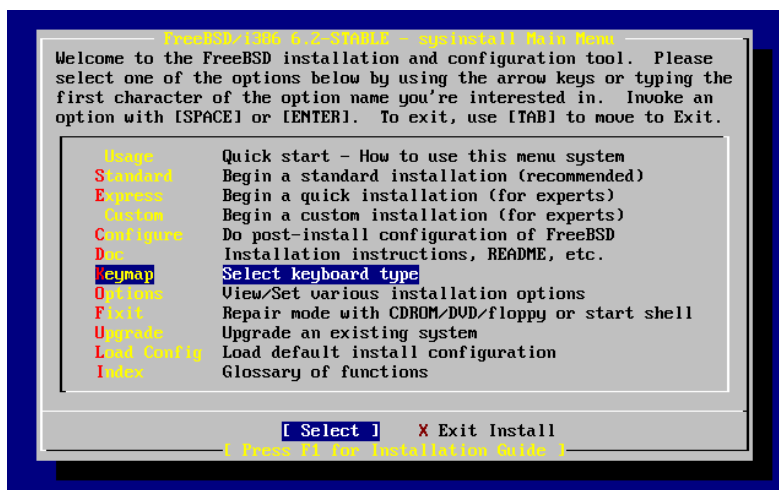 FreeBSD/i386 6.2-STABLE - sysinstall Main Menu
Welcome to the FreeBSD installation and configuration tool.  Please
select one of the options below by using the arrow keys or typing the
first character of the option name you're interested in.  Invoke an
option with [SPACE] or [ENTER].  To exit, use [TAB] to move to Exit.
Usage Quick start - How to use this menu system
Standard Begin a standard installation (recommended)
Express Begin a quick installation (for experts)
Custom Begin a custom installation (for experts)
Configure Do post-install configuration of FreeBSD
Doc Installation instructions, README, etc.
Keymap Select keyboard type
Options View/Set various installation options
Fixit Repair mode with CDROM/DVD/floppy or start shell
Upgrade Upgrade an existing system
Load Config Load default install configuration
Index Glossary of functions
[ Select ] X Exit Install
[ Press F1 for Installation Guide ]